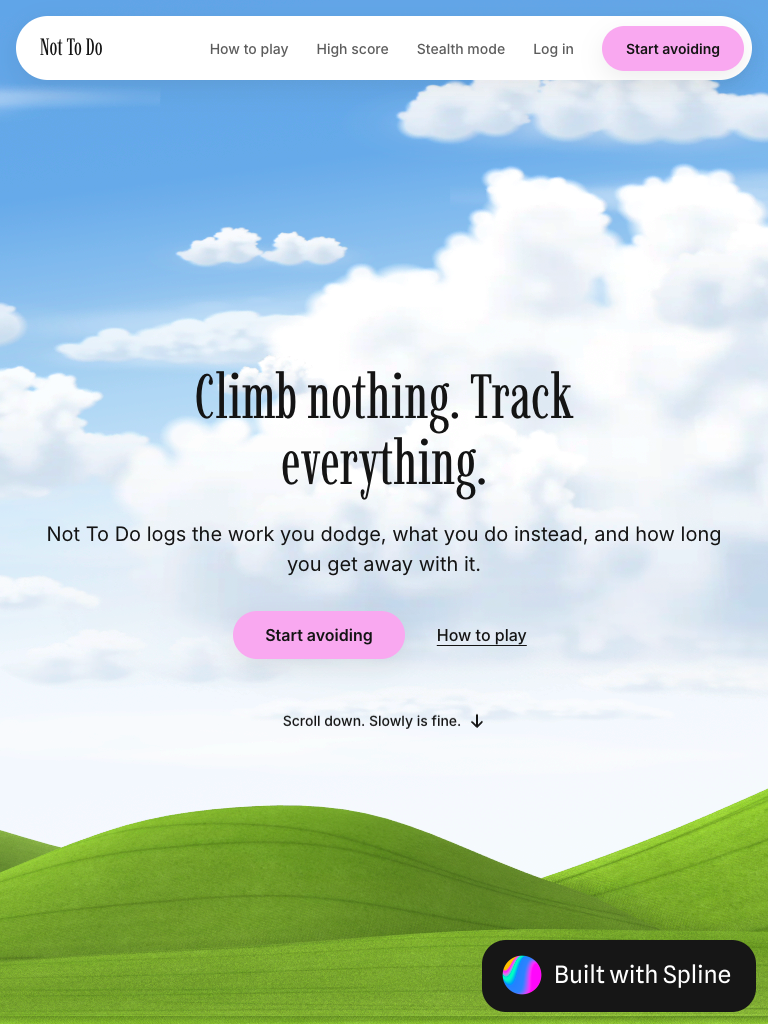 Not To Do
How to play
High score
Stealth mode
Log in
Start avoiding
Climb nothing. Track
everything.
Not To Do logs the work you dodge, what you do instead, and how long
you get away with it.
Start avoiding
How to play
Scroll down. Slowly is fine.
Built with Spline